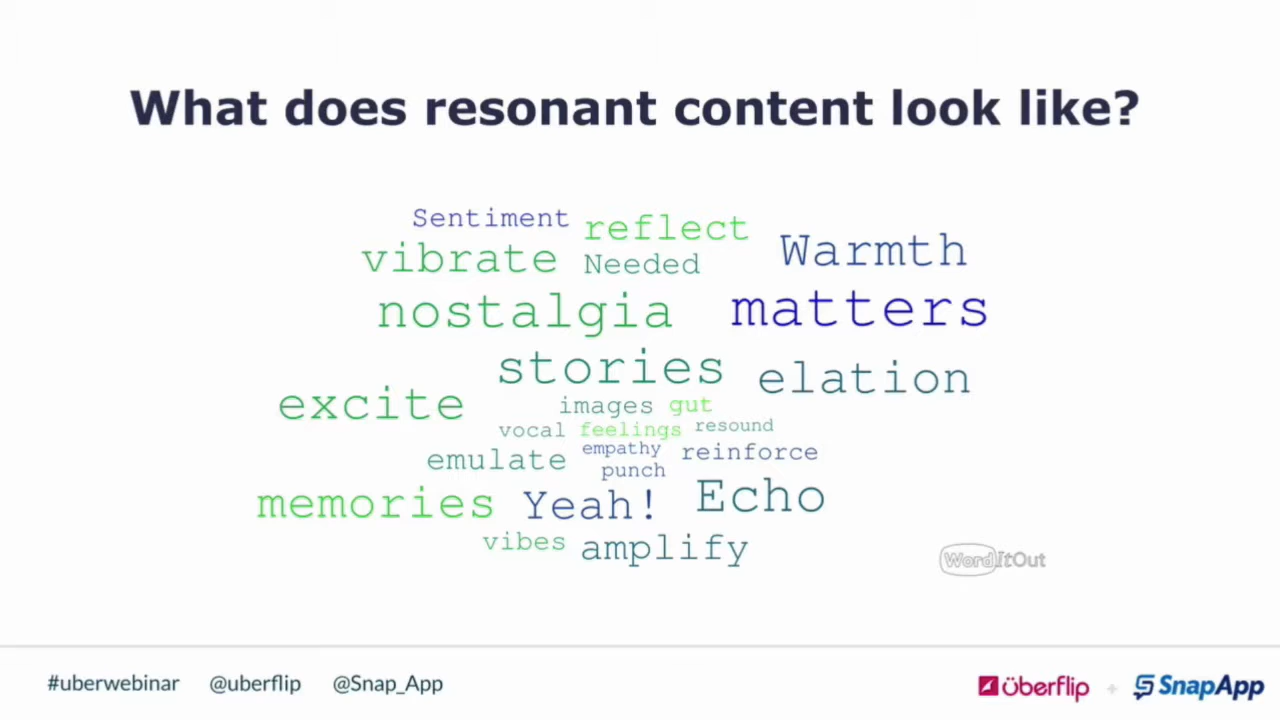 What does resonant content look like?
Sentiment reflect
vibrate Needed Warmth
nostalgia matters
stories elation
excite images gut
vocal feelings resound
emulate empathy reinforce
punch
memories Yeah! Echo
vibes amplify
WordItOut
#uberwebinar @uberflip @Snap_App
überflip + SnapApp